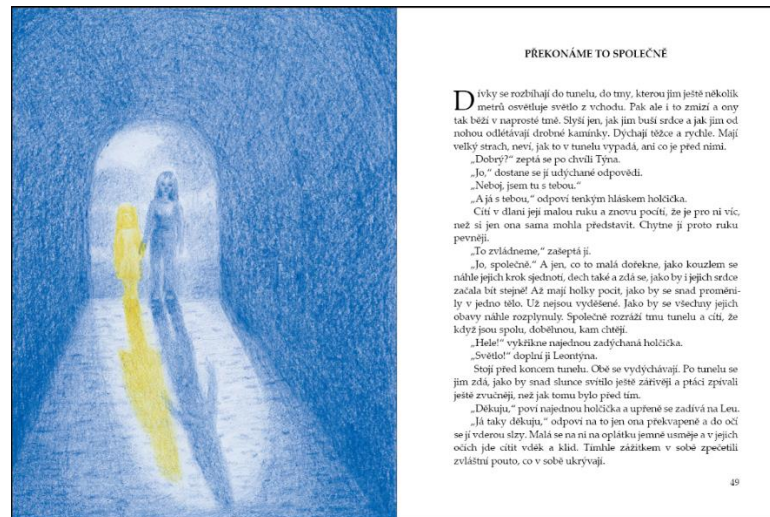 PŘEKONÁME TO SPOLEČNĚ
Dívky se rozbíhají do tunelu, do tmy, kterou jim ještě několik
metrů osvětluje světlo z vchodu. Pak ale i to zmizí a ony
tak běží v naprosté tmě. Slyší jen, jak jim buší srdce a jak jim od
nohou odlétávají drobné kamínky. Dýchají těžce a rychle. Mají
velký strach, neví, jak to v tunelu vypadá, ani co je před nimi.
„Dobrý?“ zeptá se po chvíli Týna.
„Jo,“ dostane se jí udýchané odpovědi.
„Neboj, jsem tu s tebou.“
„A já s tebou,“ odpoví tenkým hláskem holčička.
Cítí v dlani její malou ruku a znovu pocítí, že je pro ni víc,
než si jen ona sama mohla představit. Chytne jí proto ruku
pevněji.
„To zvládneme,“ zašeptá jí.
„Jo, společně.“ A jen, co to malá dořekne, jako kouzlem se
náhle jejich krok sjednotí, dech také a zdá se, jako by i jejich srdce
začala bít stejně! Až mají holky pocit, jako by se snad proměni-
ly v jedno tělo. Už nejsou vyděšené. Jako by se všechny jejich
obavy náhle rozplynuly. Společně rozráží tmu tunelu a cítí, že
když jsou spolu, doběhnou, kam chtějí.
„Hele!“ vykřikne najednou zadýchaná holčička.
„Světlo!“ doplní ji Leontýna.
Stojí před koncem tunelu. Obě se vydýchávají. Po tunelu se
jim zdá, jako by snad slunce svítilo ještě zářivěji a ptáci zpívali
ještě zvučněji, než jak tomu bylo před tím.
„Děkuju,“ poví najednou holčička a upřeně se zadívá na Leu.
„Já taky děkuju,“ odpoví na to jen ona překvapeně a do očí
se jí vderou slzy. Malá se na ni na oplátku jemně usměje a v jejich
očích jde cítit vděk a klid. Tímhle zážitkem v sobě zpečetili
zvláštní pouto, co v sobě ukrývají.
49